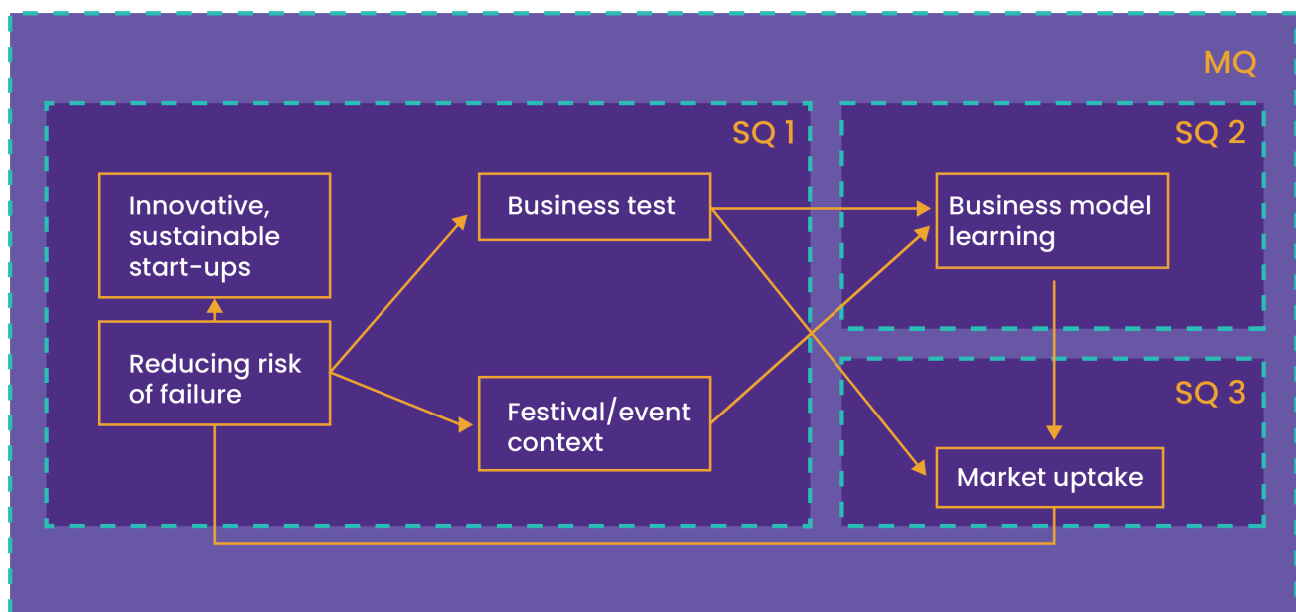 MQ
SQ 1
Innovative,
sustainable
start-ups
Reducing risk
of failure
Business test
Festival/event
context
SQ 2
Business model
learning
SQ 3
Market uptake